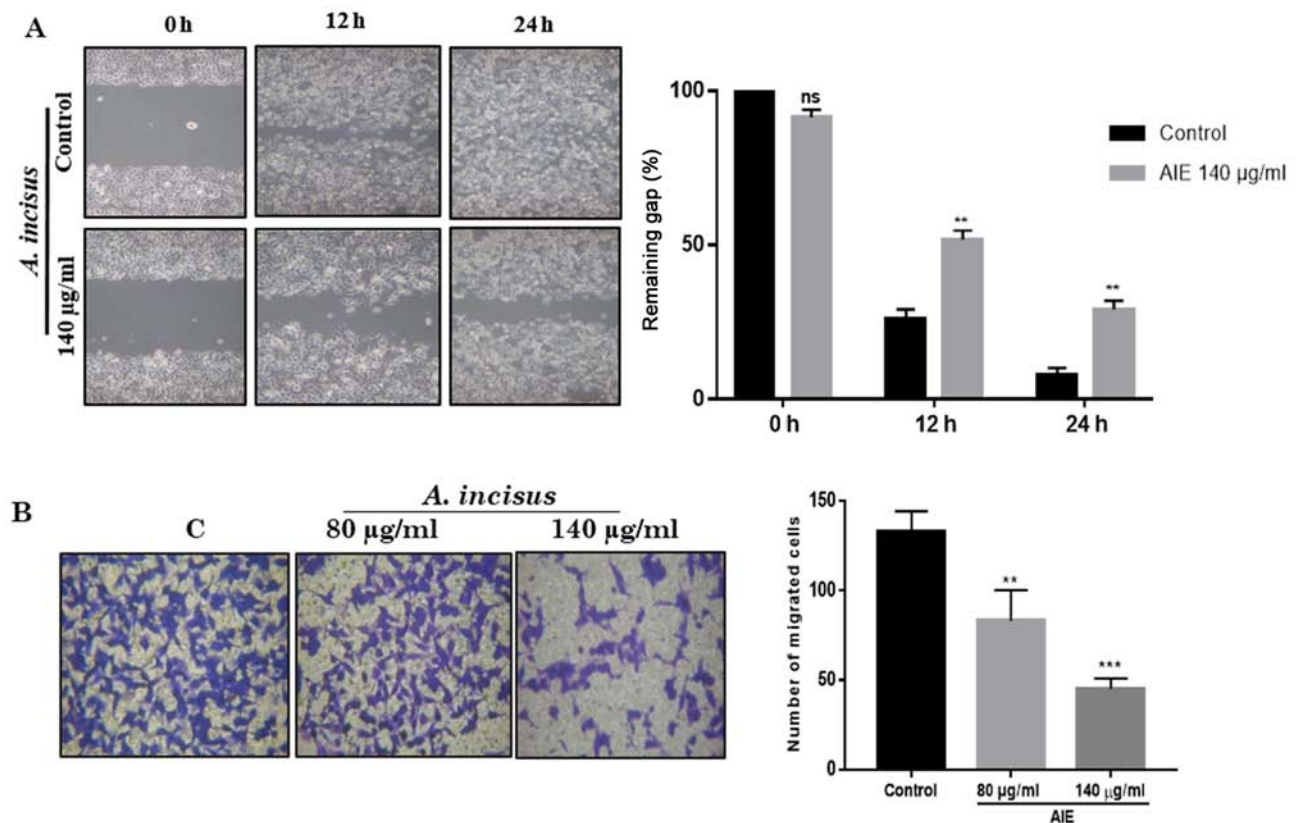 A
0 h
12 h
24 h
A. incisus
Control
140 µg/ml
Remaining gap (%)
100
50
0
ns
**
**
0 h
12 h
24 h
Control
AIE 140 µg/ml
B
A. incisus
C
80 µg/ml
140 µg/ml
Number of migrated cells
150
100
50
0
**
***
Control
80 µg/ml
140 µg/ml
AIE